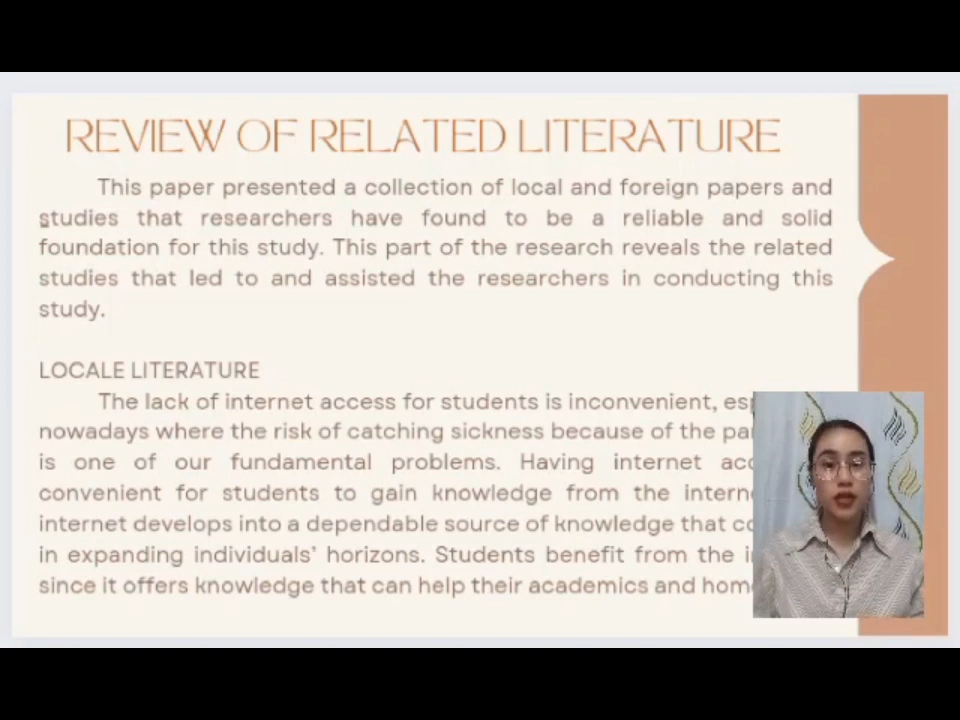 REVIEW OF RELATED LITERATURE
This paper presented a collection of local and foreign papers and
studies that researchers have found to be a reliable and solid
foundation for this study. This part of the research reveals the related
studies that led to and assisted the researchers in conducting this
study.
LOCALE LITERATURE
The lack of internet access for students is inconvenient,
nowadays where the risk of catching sickness because of the
is one of our fundamental problems. Having internet
convenient for students to gain knowledge from the
internet develops into a dependable source of knowledge that
in expanding individuals' horizons. Students benefit from the
since it offers knowledge that can help their academics and